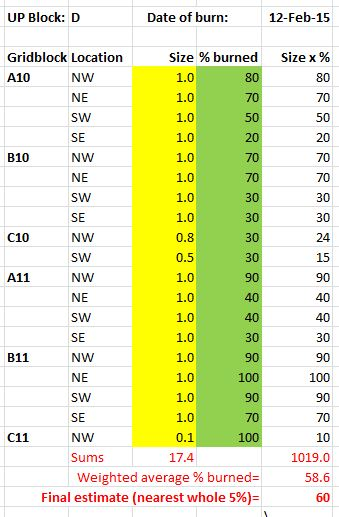 UP Block: D Date of burn: 12-Feb-15
Gridblock Location Size % burned Size x %
A10 NW 1.0 80 80
NE 1.0 70 70
SW 1.0 50 50
SE 1.0 20 20
B10 NW 1.0 70 70
NE 1.0 70 70
SW 1.0 30 30
SE 1.0 30 30
C10 NW 0.8 30 24
SW 0.5 30 15
A11 NW 1.0 90 90
NE 1.0 40 40
SW 1.0 40 40
SE 1.0 30 30
B11 NW 1.0 90 90
NE 1.0 100 100
SW 1.0 90 90
SE 1.0 70 70
C11 NW 0.1 100 10
Sums 17.4 1019.0
Weighted average % burned= 58.6
Final estimate (nearest whole 5%)= 60
\